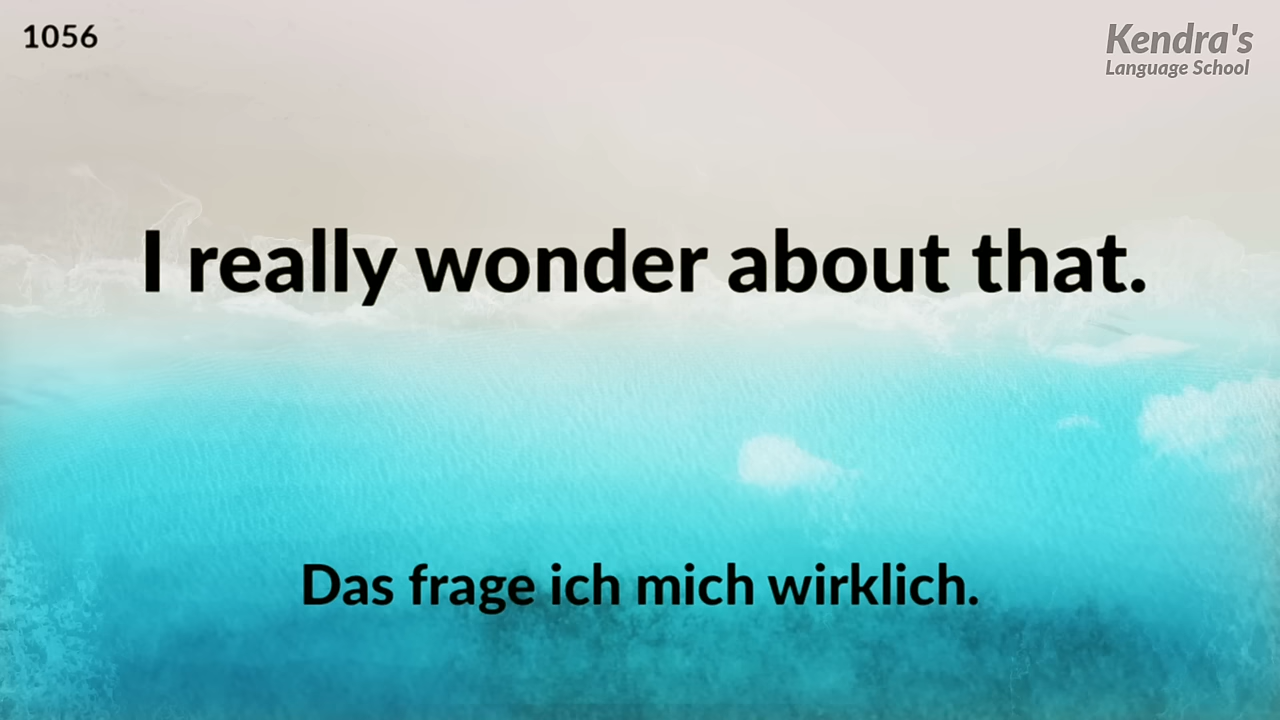 1056
Kendra's
Language School
I really wonder about that.
Das frage ich mich wirklich.